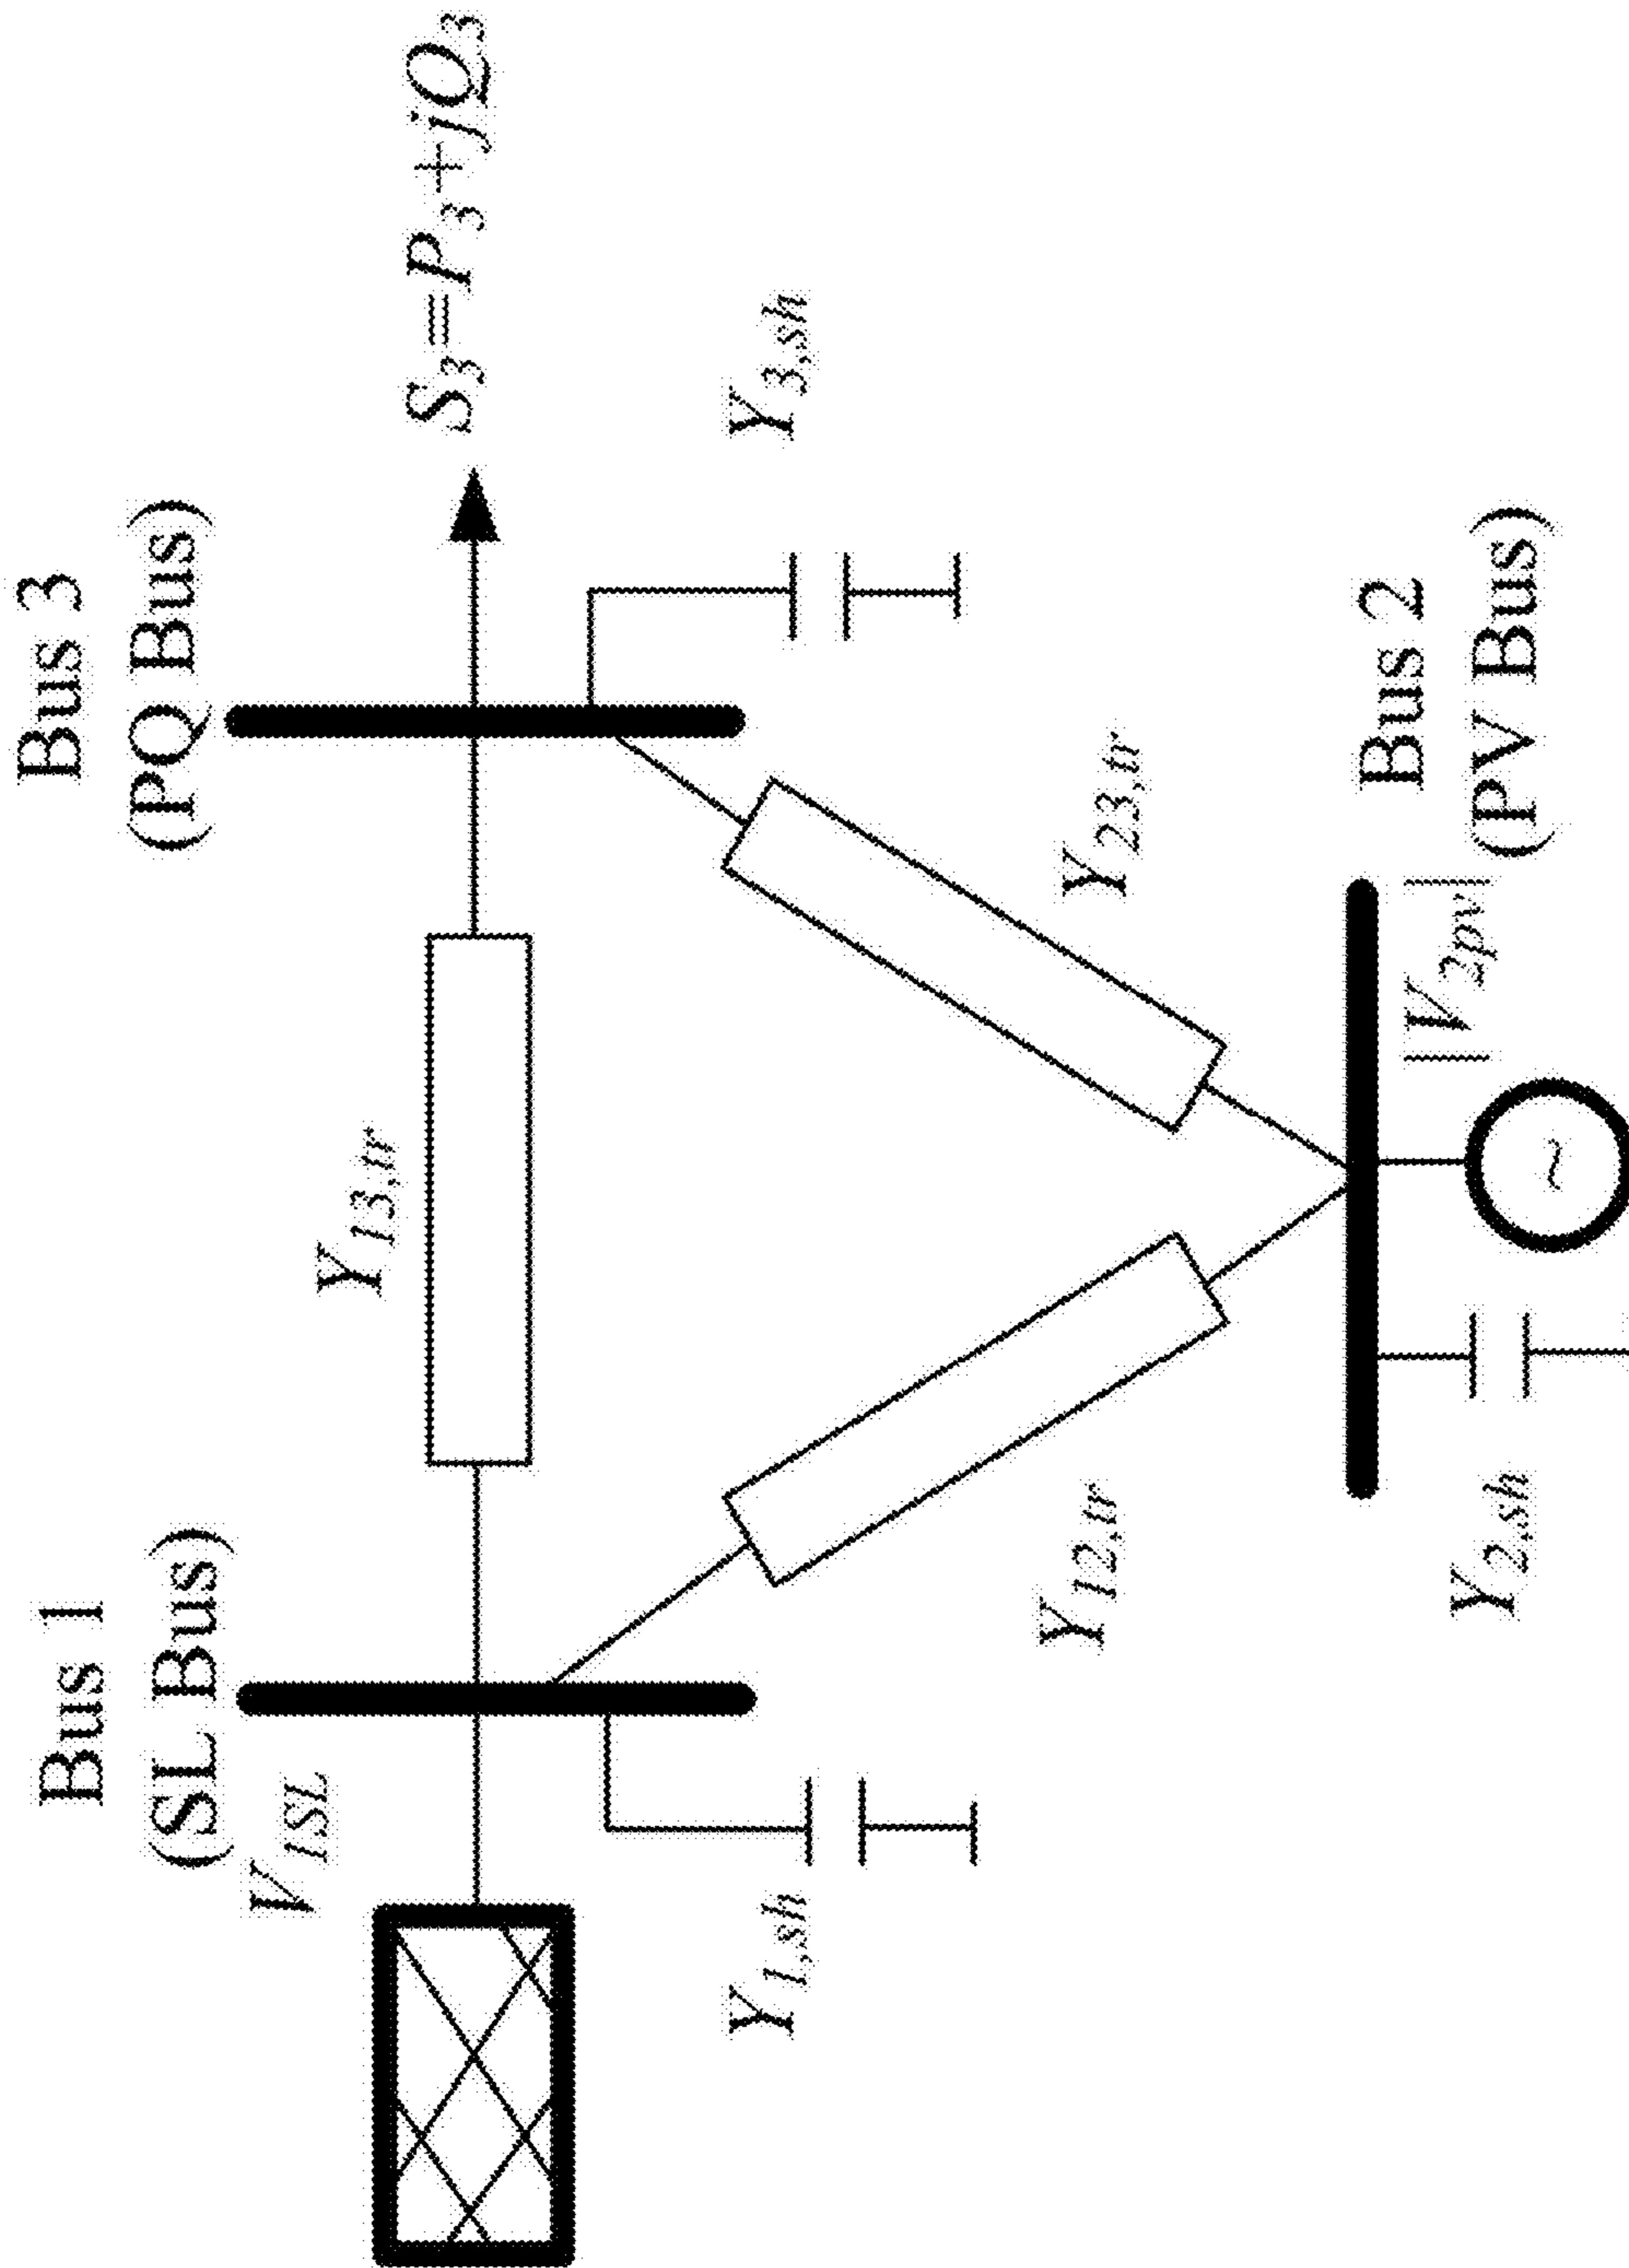 Bus 1
(SL Bus)
V1SL
Bus 3
(PQ Bus)
Y13,tr
S3=P3+jQ3
Y1,sh
Y3,sh
Y12,tr
Y23,tr
Bus 2
(PV Bus)
|V2pv|
Y2,sh
~